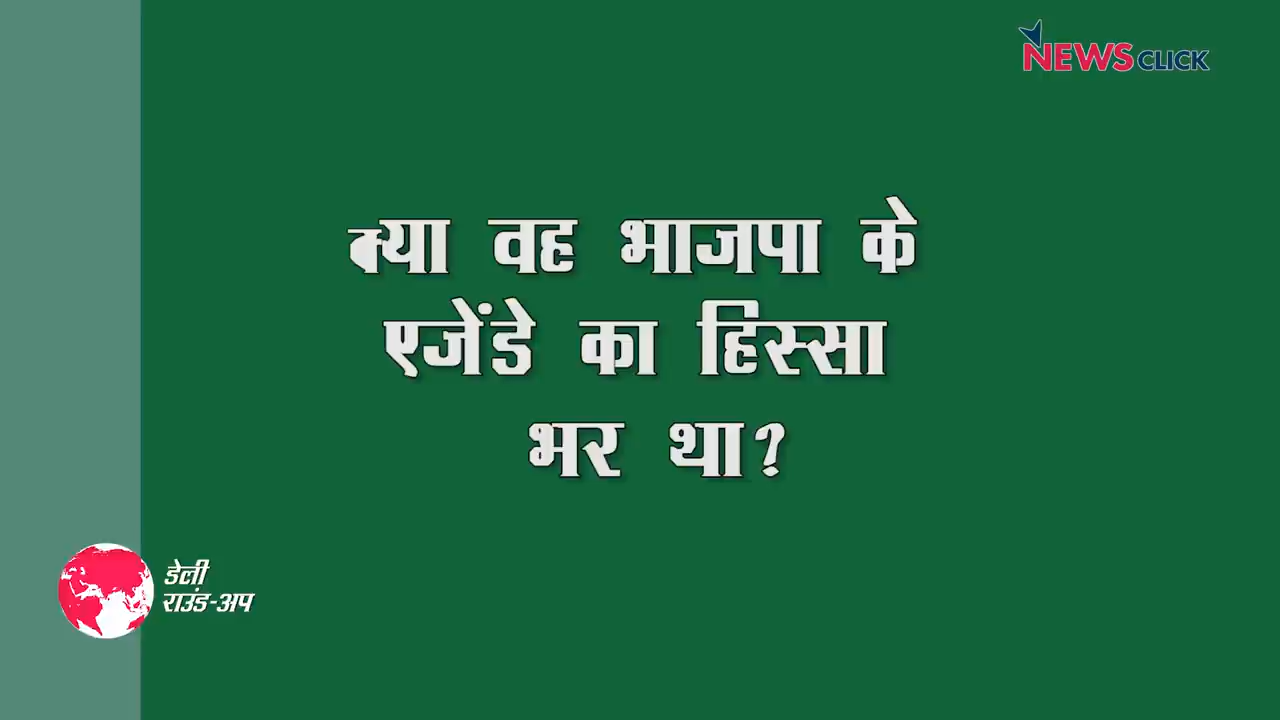 NEWSCLICK
क्या वह भाजपा के
एजेंडे का हिस्सा
भर था?
डेली
राउंड-अप